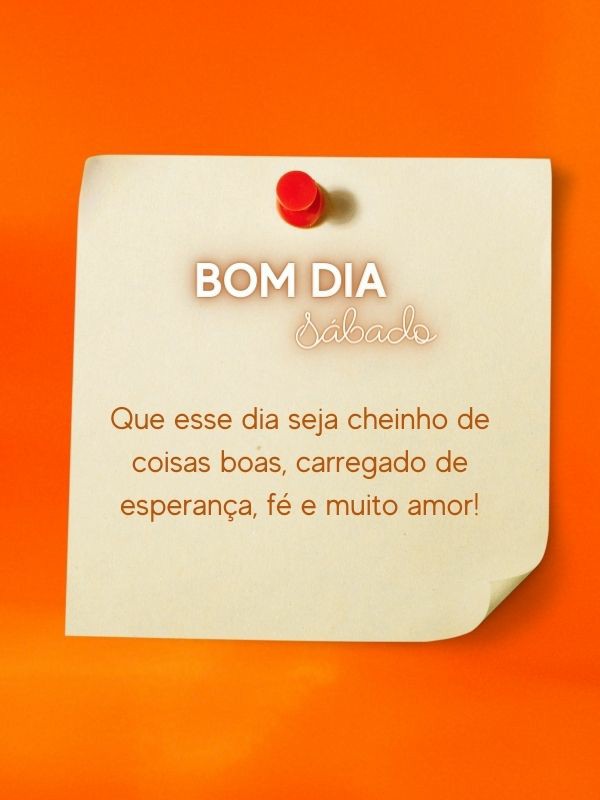 BOM DIA
sábado
Que esse dia seja cheinho de
coisas boas, carregado de
esperança, fé e muito amor!